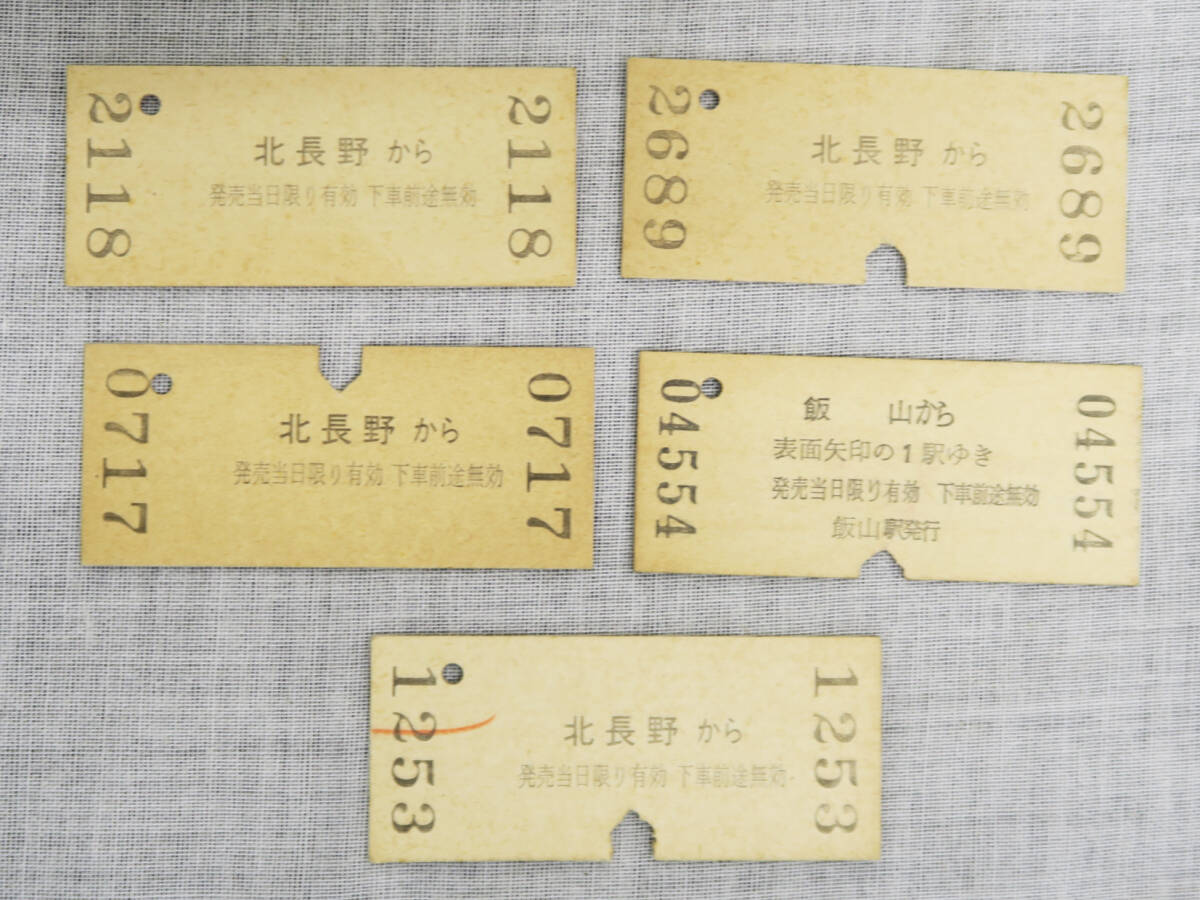 2118
北長野から
発売当日限り有効 下車前途無効
2118
2689
北長野から
発売当日限り有効 下車前途無効
2689
0717
北長野から
発売当日限り有効 下車前途無効
0717
04554
飯 山から
表面矢印の1駅ゆき
発売当日限り有効 下車前途無効
飯山駅発行
04554
1253
北長野から
発売当日限り有効 下車前途無効
1253